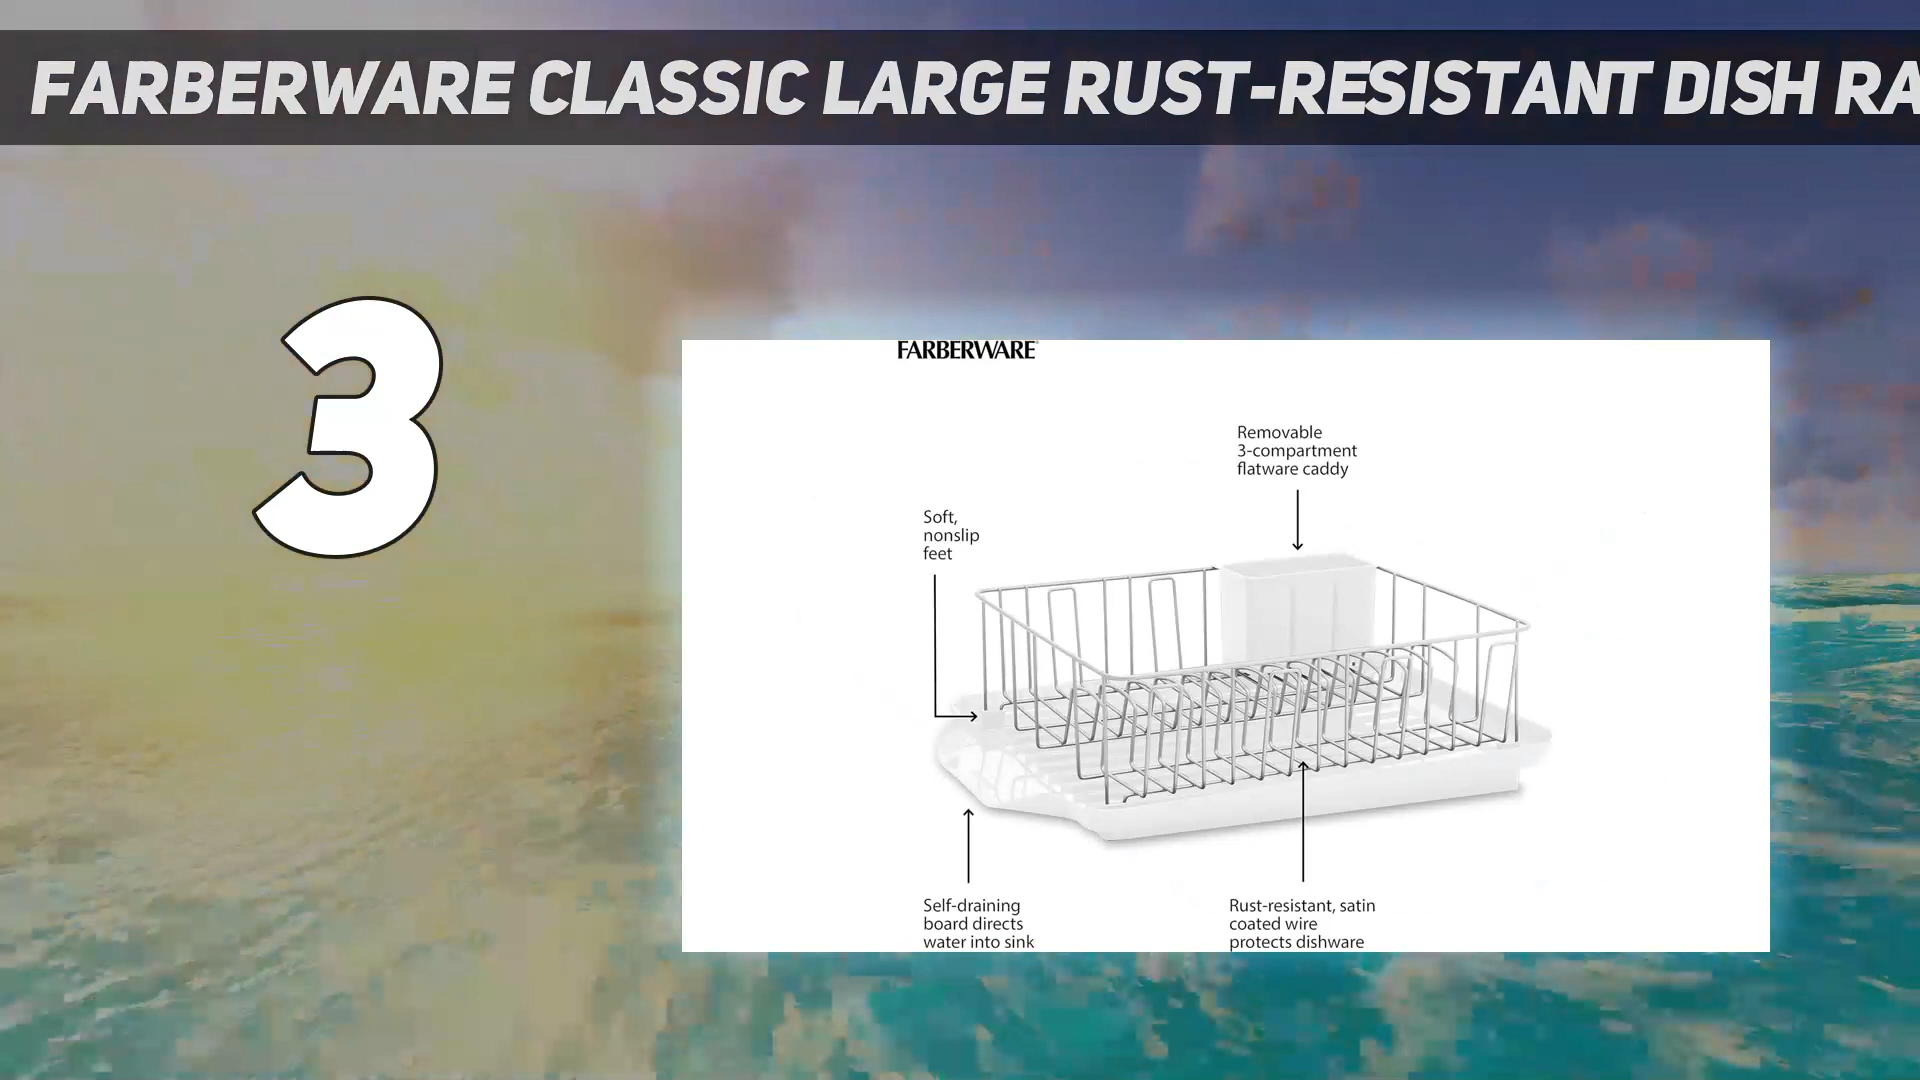 FARBERWARE CLASSIC LARGE RUST-RESISTANT DISH RA
3
FARBERWARE
Removable
3-compartment
flatware caddy
Soft,
nonslip
feet
Self-draining
board directs
water into sink
Rust-resistant, satin
coated wire
protects dishware